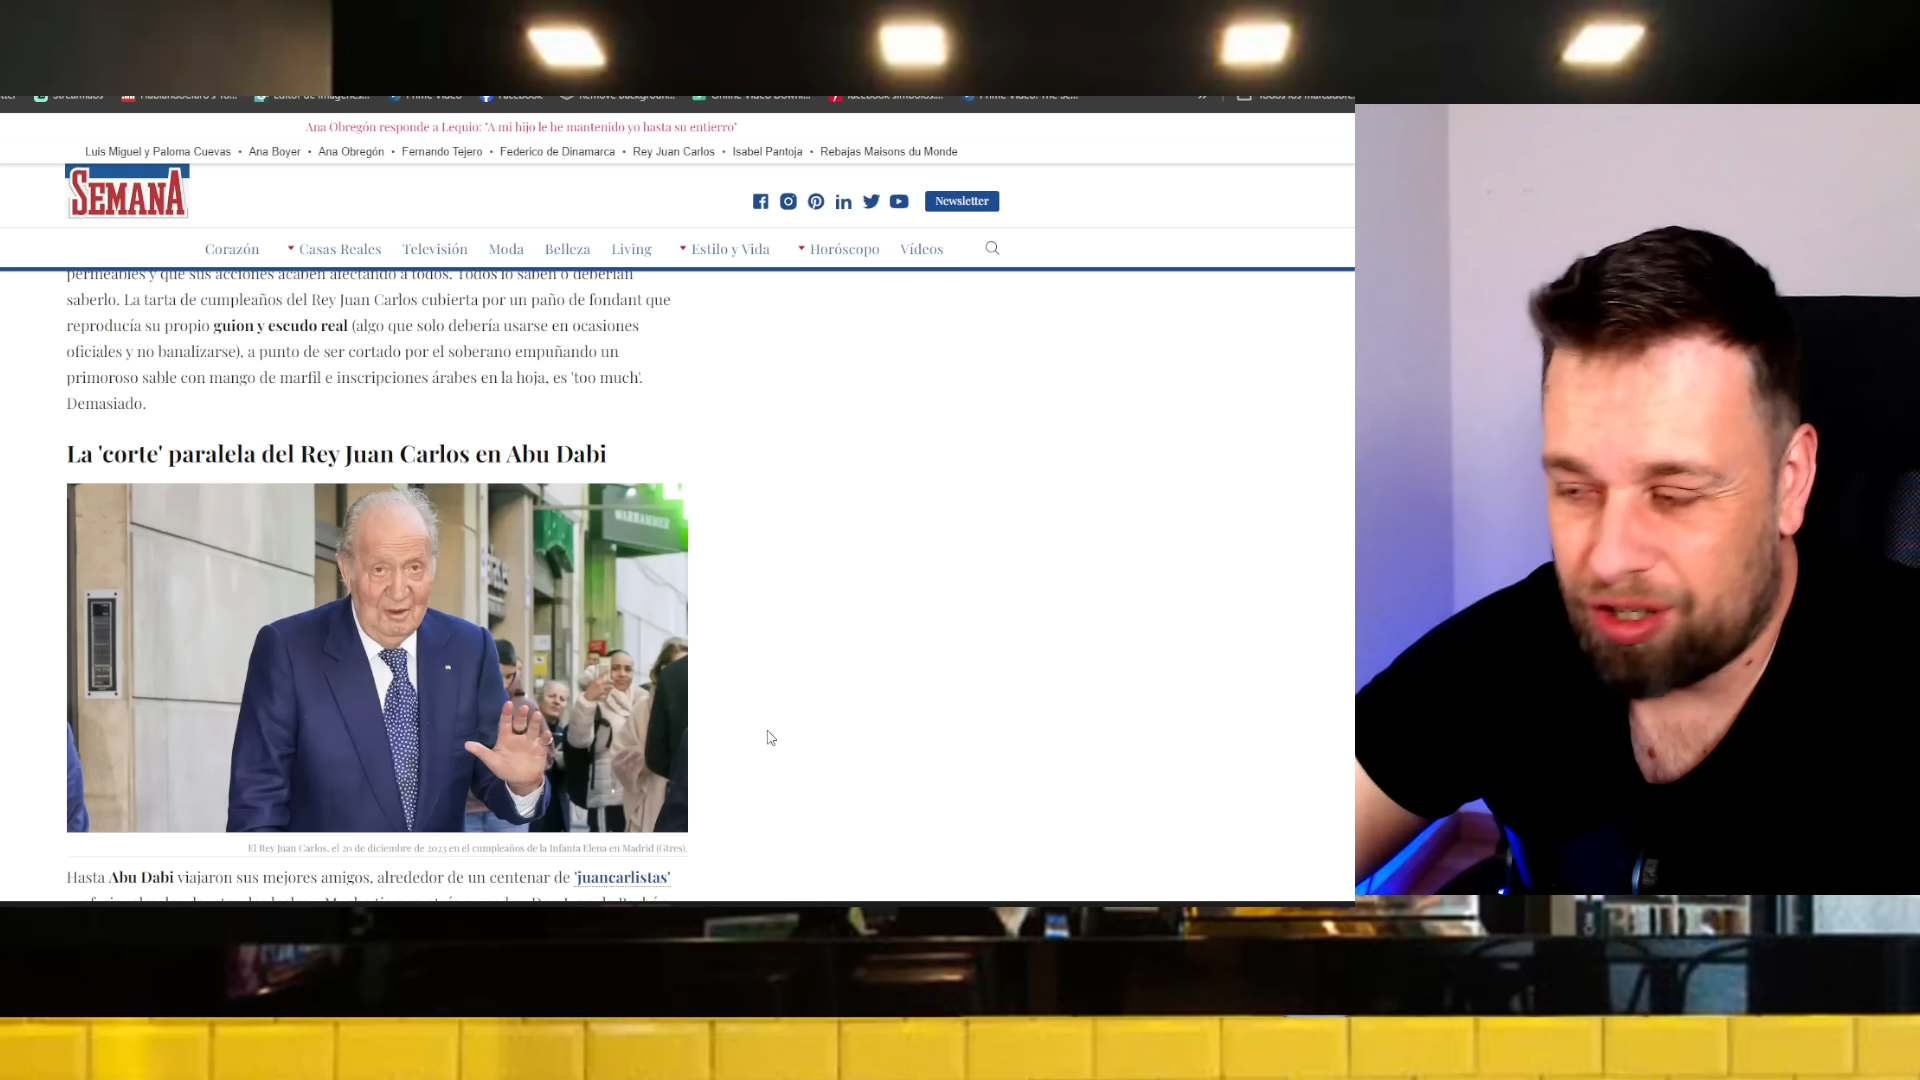 Prime Video
Facebook
Ana Obregón responde a Lequio: "A mi hijo le he mantenido yo hasta su entierro"
Luis Miguel y Paloma Cuevas • Ana Boyer • Ana Obregón • Fernando Tejero • Federico de Dinamarca • Rey Juan Carlos • Isabel Pantoja • Rebajas Maisons du Monde
SEMANA
Newsletter
Corazón Casas Reales Televisión Moda Belleza Living Estilo y Vida Horóscopo Vídeos
permeables y que sus acciones acaben afectando a todos. Todos lo saben o deberían
saberlo. La tarta de cumpleaños del Rey Juan Carlos cubierta por un paño de fondant que
reproducía su propio guion y escudo real (algo que solo debería usarse en ocasiones
oficiales y no banalizarse), a punto de ser cortado por el soberano empuñando un
primoroso sable con mango de marfil e inscripciones árabes en la hoja, es 'too much'.
Demasiado.
La 'corte' paralela del Rey Juan Carlos en Abu Dabi
WARHAMMER
El Rey Juan Carlos, el 20 de diciembre de 2023 en el cumpleaños de la Infanta Elena en Madrid (Gtres).
Hasta Abu Dabi viajaron sus mejores amigos, alrededor de un centenar de 'juancarlistas'